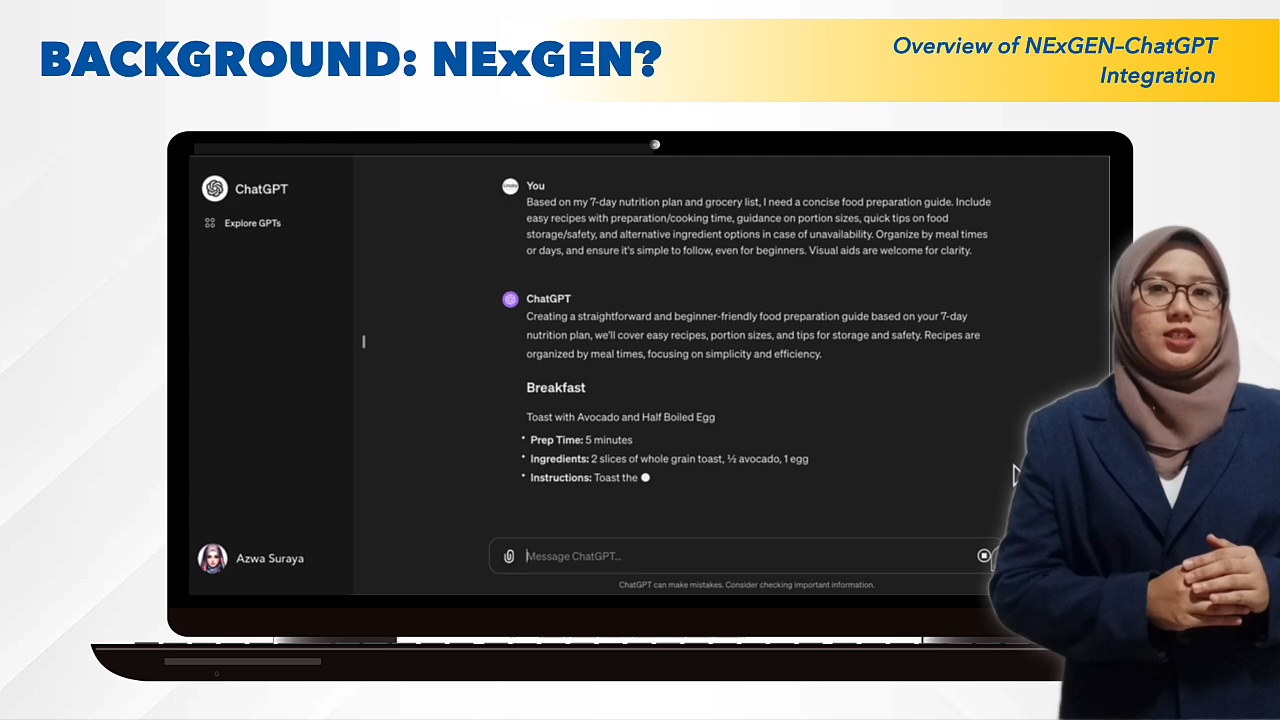 BACKGROUND: NExGEN?
Overview of NExGEN–ChatGPT
Integration
ChatGPT
Explore GPTs
You
Based on my 7-day nutrition plan and grocery list, I need a concise food preparation guide. Include
easy recipes with preparation/cooking time, guidance on portion sizes, quick tips on food
storage/safety, and alternative ingredient options in case of unavailability. Organize by meal times
or days, and ensure it's simple to follow, even for beginners. Visual aids are welcome for clarity.
ChatGPT
Creating a straightforward and beginner-friendly food preparation guide based on your 7-day
nutrition plan, we'll cover easy recipes, portion sizes, and tips for storage and safety. Recipes are
organized by meal times, focusing on simplicity and efficiency.
Breakfast
Toast with Avocado and Half Boiled Egg
• Prep Time: 5 minutes
• Ingredients: 2 slices of whole grain toast, ½ avocado, 1 egg
• Instructions: Toast the
Message ChatGPT...
ChatGPT can make mistakes. Consider checking important information.
Azwa Suraya